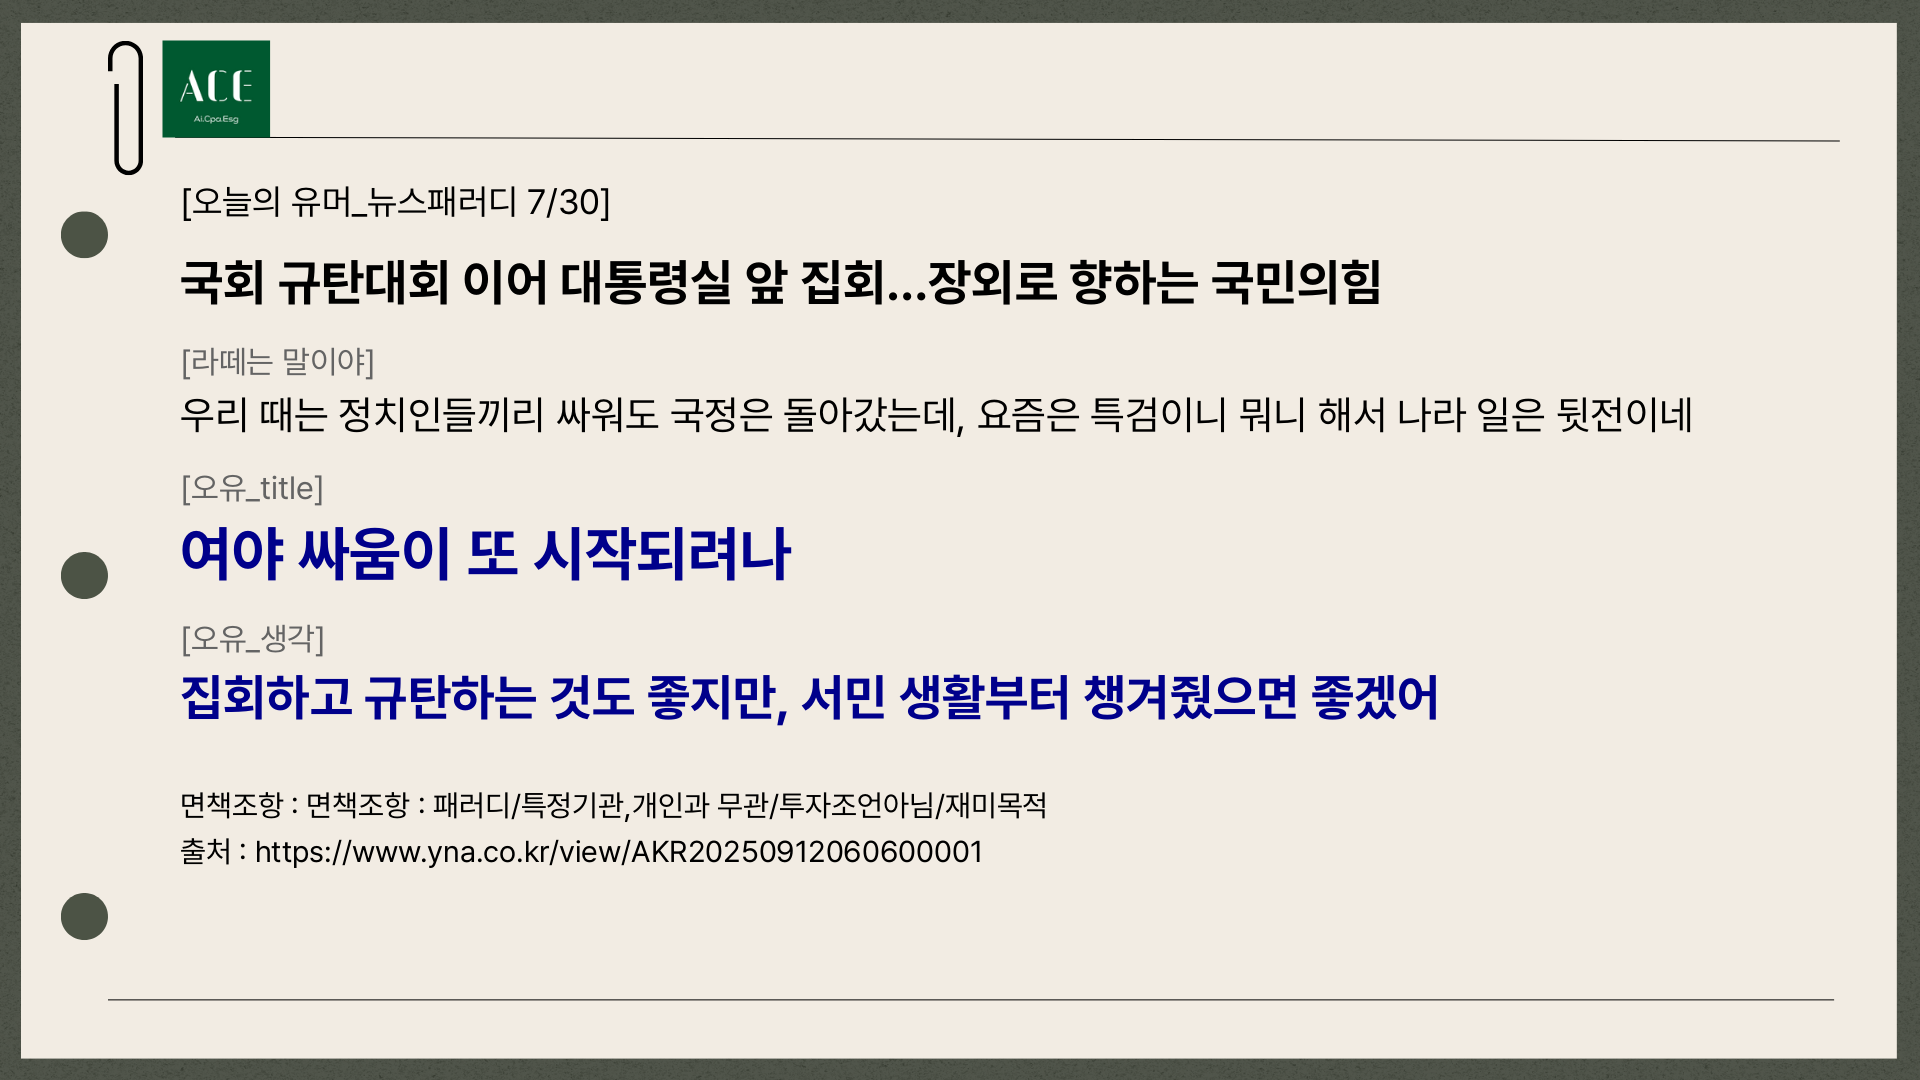 ACE
Ai.Cpa.Esg
[오늘의 유머_뉴스패러디 7/30]
국회 규탄대회 이어 대통령실 앞 집회...장외로 향하는 국민의힘
[라떼는 말이야]
우리 때는 정치인들끼리 싸워도 국정은 돌아갔는데, 요즘은 특검이니 뭐니 해서 나라 일은 뒷전이네
[오유_title]
여야 싸움이 또 시작되려나
[오유_생각]
집회하고 규탄하는 것도 좋지만, 서민 생활부터 챙겨줬으면 좋겠어
면책조항 : 면책조항 : 패러디/특정기관,개인과 무관/투자조언아님/재미목적
출처 : https://www.yna.co.kr/view/AKR20250912060600001